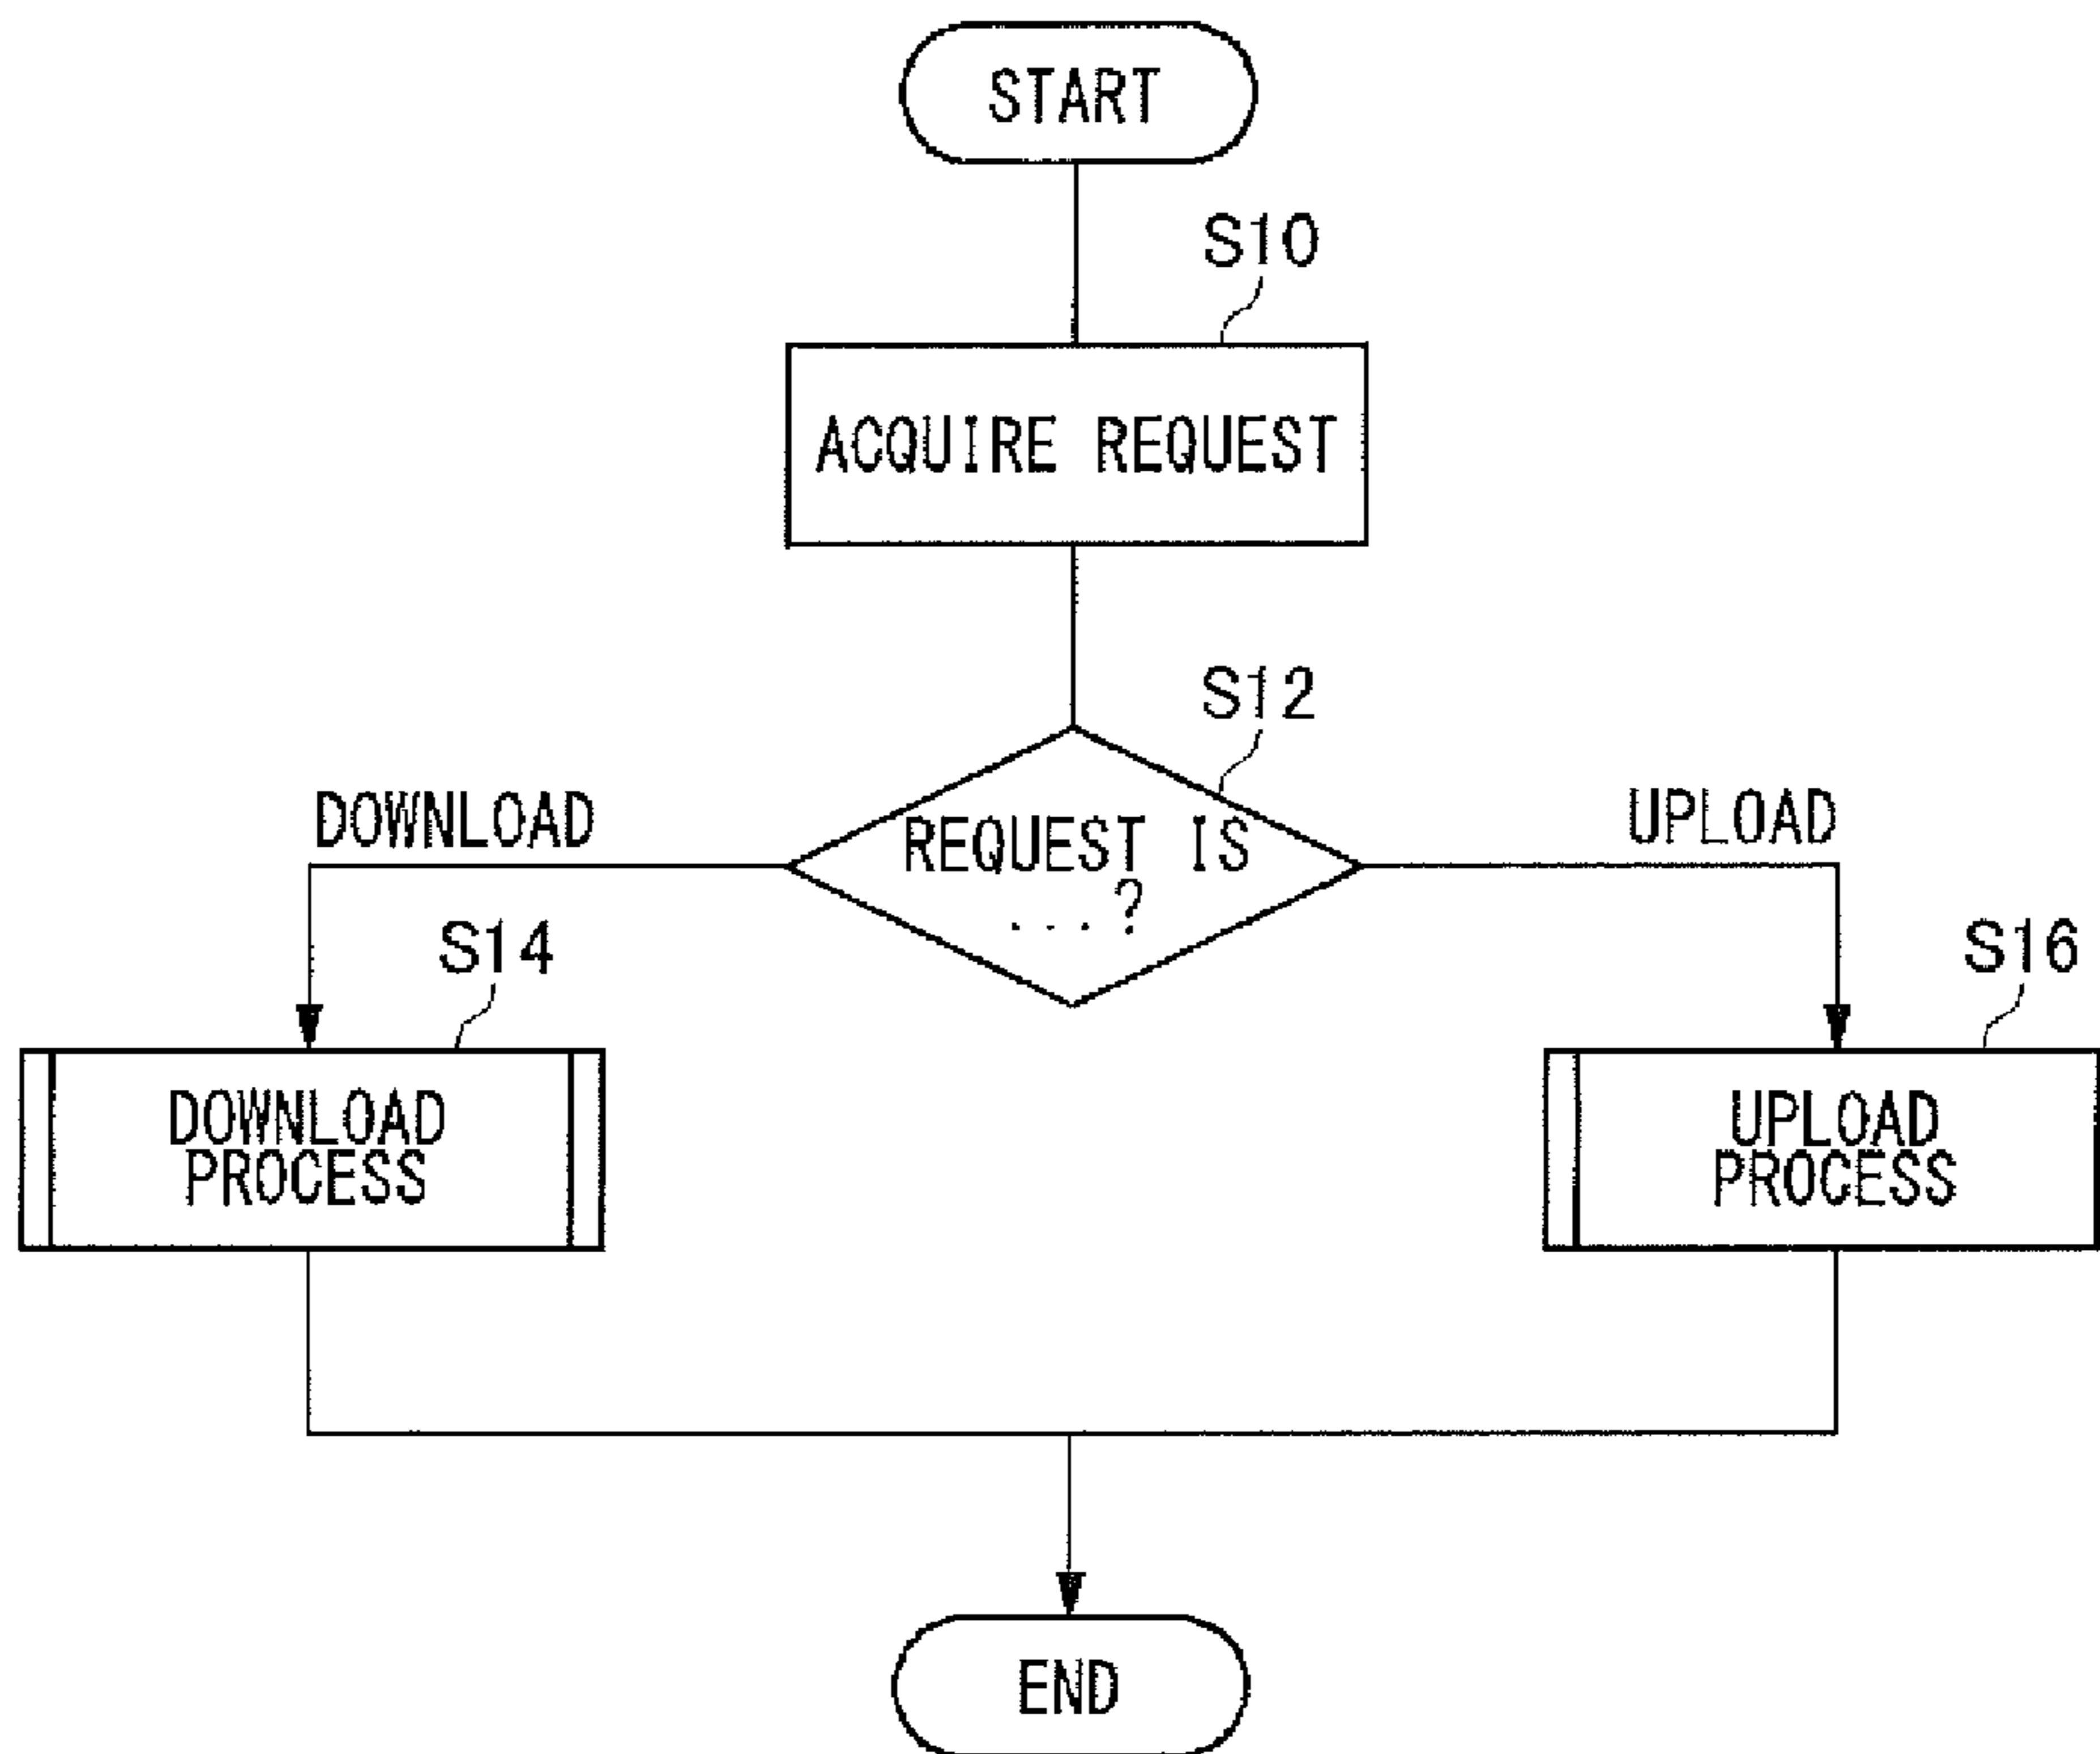 START
S10
ACQUIRE REQUEST
S12
DOWNLOAD
REQUEST IS
...?
UPLOAD
S14
S16
DOWNLOAD
PROCESS
UPLOAD
PROCESS
END